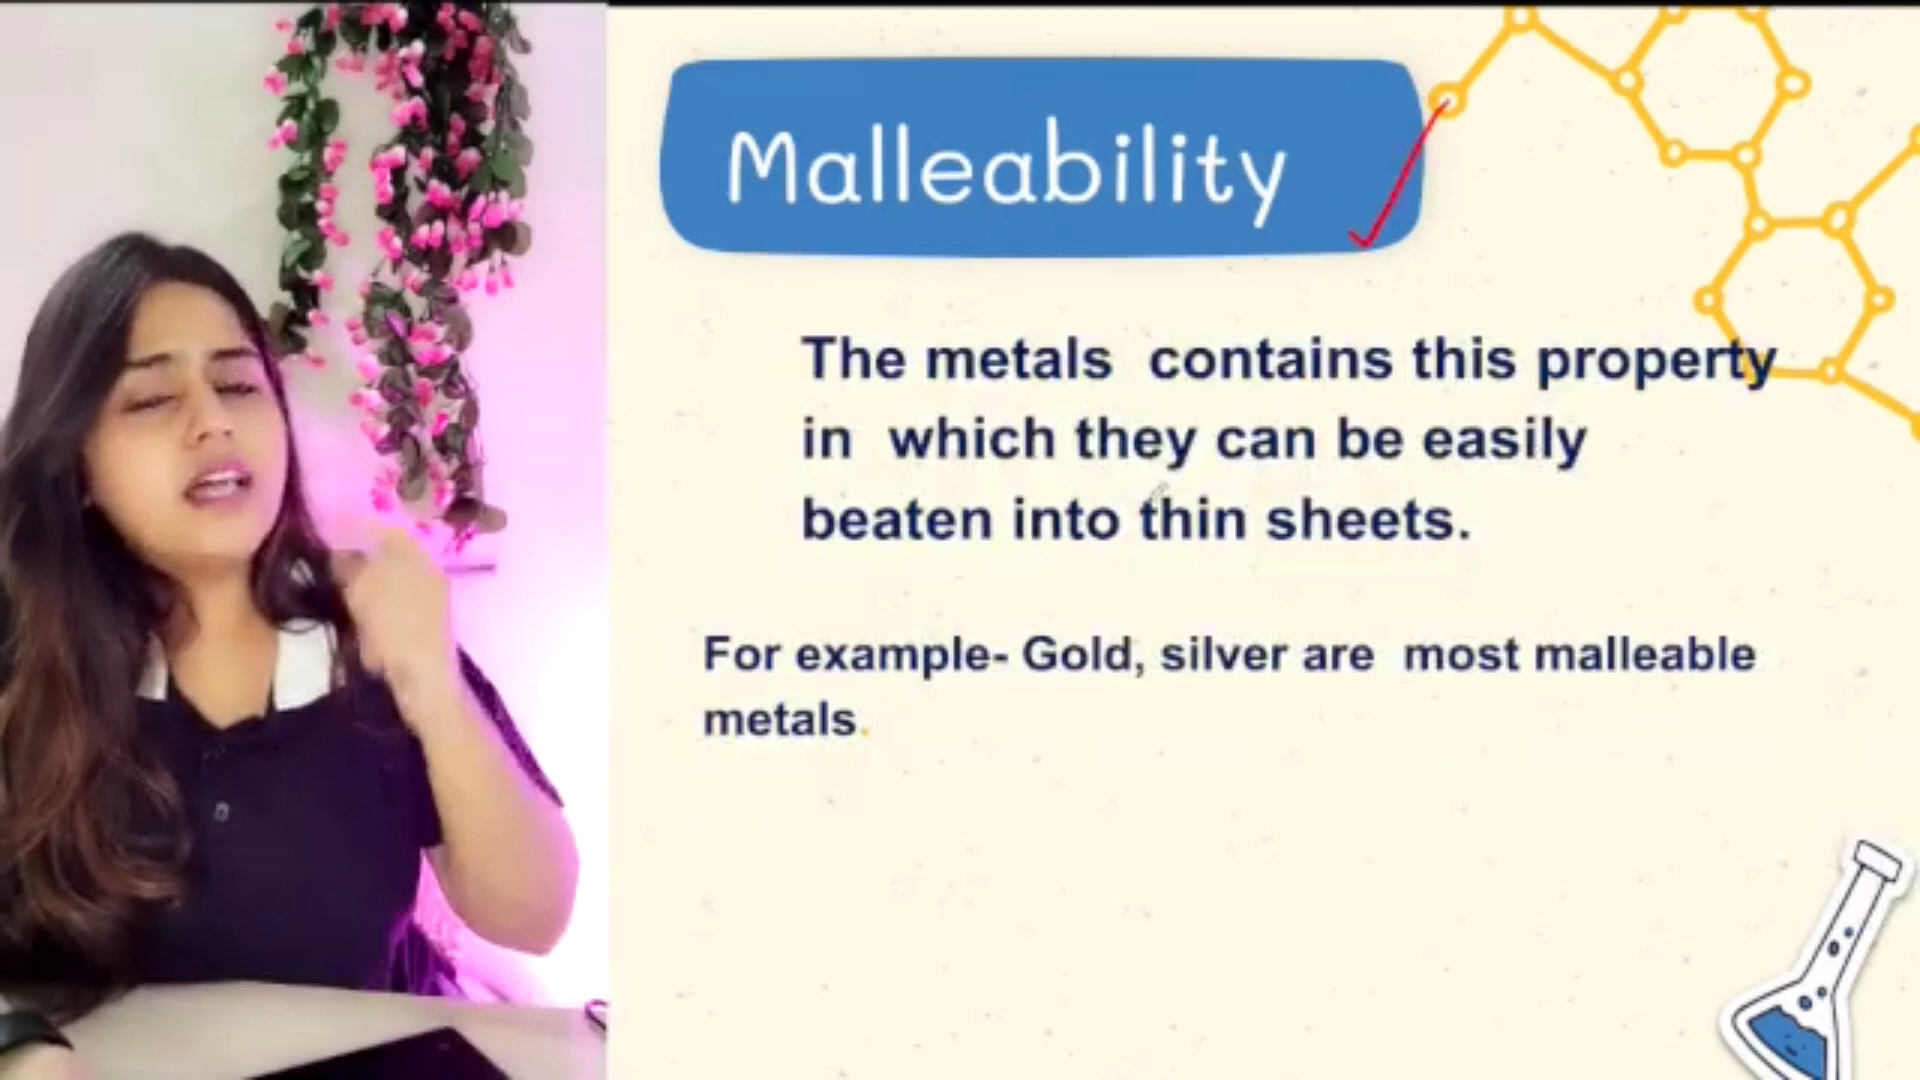 Malleability
The metals contains this property
in which they can be easily
beaten into thin sheets.
For example- Gold, silver are most malleable
metals.